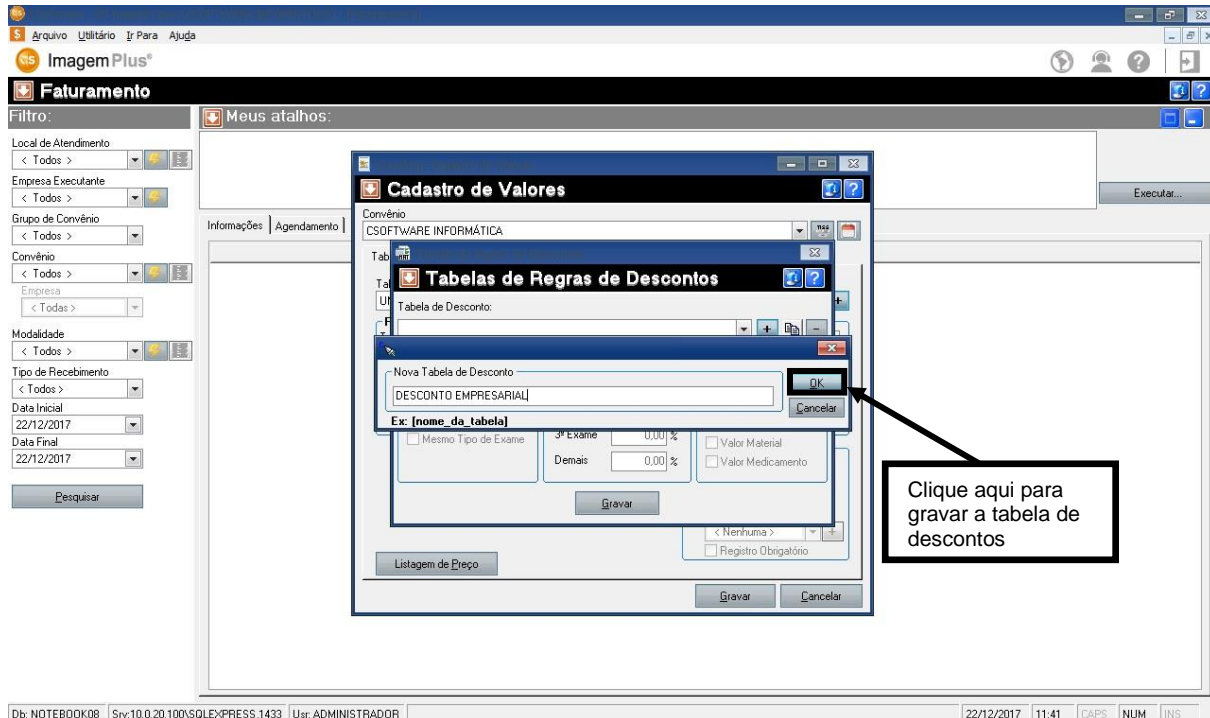 Arquivo Utilitário Ir Para Ajuda
ImagemPlus®
Faturamento
Filtro:
Meus atalhos:
Local de Atendimento
< Todos >
Empresa Executante
< Todos >
Grupo de Convênio
< Todos >
Convênio
< Todos >
Empresa
< Todas >
Modalidade
< Todos >
Tipo de Recebimento
< Todos >
Data Inicial
22/12/2017
Data Final
22/12/2017
Pesquisar
Executar...
Informações Agendamento
Cadastro de Valores
Convênio
CSOFTWARE INFORMÁTICA
Tab
Tabelas de Regras de Descontos
Tabela de Desconto:
Nova Tabela de Desconto
DESCONTO EMPRESARIAL
OK
Cancelar
Ex: [nome_da_tabela]
Mesmo Tipo de Exame
3º Exame 0,00 %
Valor Material
Demais 0,00 %
Valor Medicamento
Gravar
< Nenhuma >
Registro Obrigatório
Listagem de Preço
Gravar Cancelar
Clique aqui para
gravar a tabela de
descontos
Db: NOTEBOOK08 Srv:10.0.20.100\SQLEXPRESS,1433 Usr: ADMINISTRADOR 22/12/2017 11:41 CAPS NUM INS